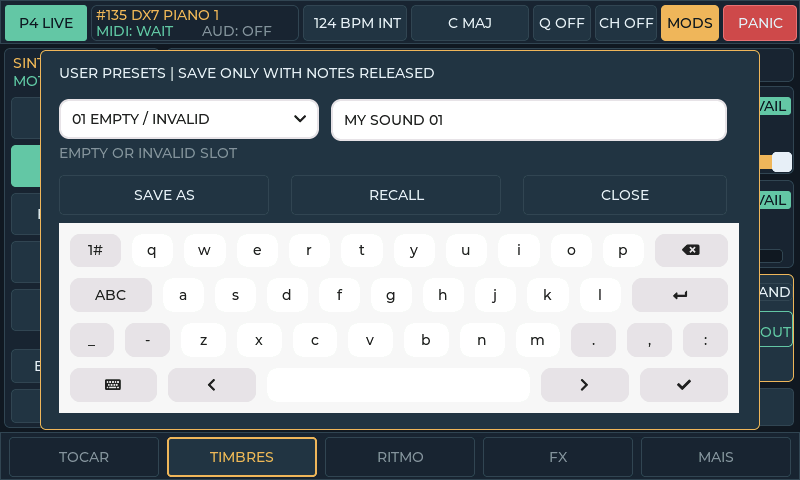 P4 LIVE
#135 DX7 PIANO 1
MIDI: WAIT AUD: OFF
124 BPM INT
C MAJ
Q OFF
CH OFF
MODS
PANIC
USER PRESETS | SAVE ONLY WITH NOTES RELEASED
01 EMPTY / INVALID
MY SOUND 01
EMPTY OR INVALID SLOT
SAVE AS
RECALL
CLOSE
1# q w e r t y u i o p
ABC a s d f g h j k l
_ - z x c v b n m . , :
TOCAR
TIMBRES
RITMO
FX
MAIS